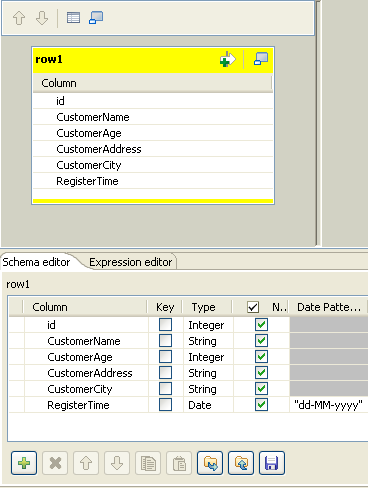 row1
Column
id
CustomerName
CustomerAge
CustomerAddress
CustomerCity
RegisterTime
Schema editor Expression editor
row1
Column Key Type N... Date Patte...
id Integer
CustomerName String
CustomerAge Integer
CustomerAddress String
CustomerCity String
RegisterTime Date "dd-MM-yyyy"